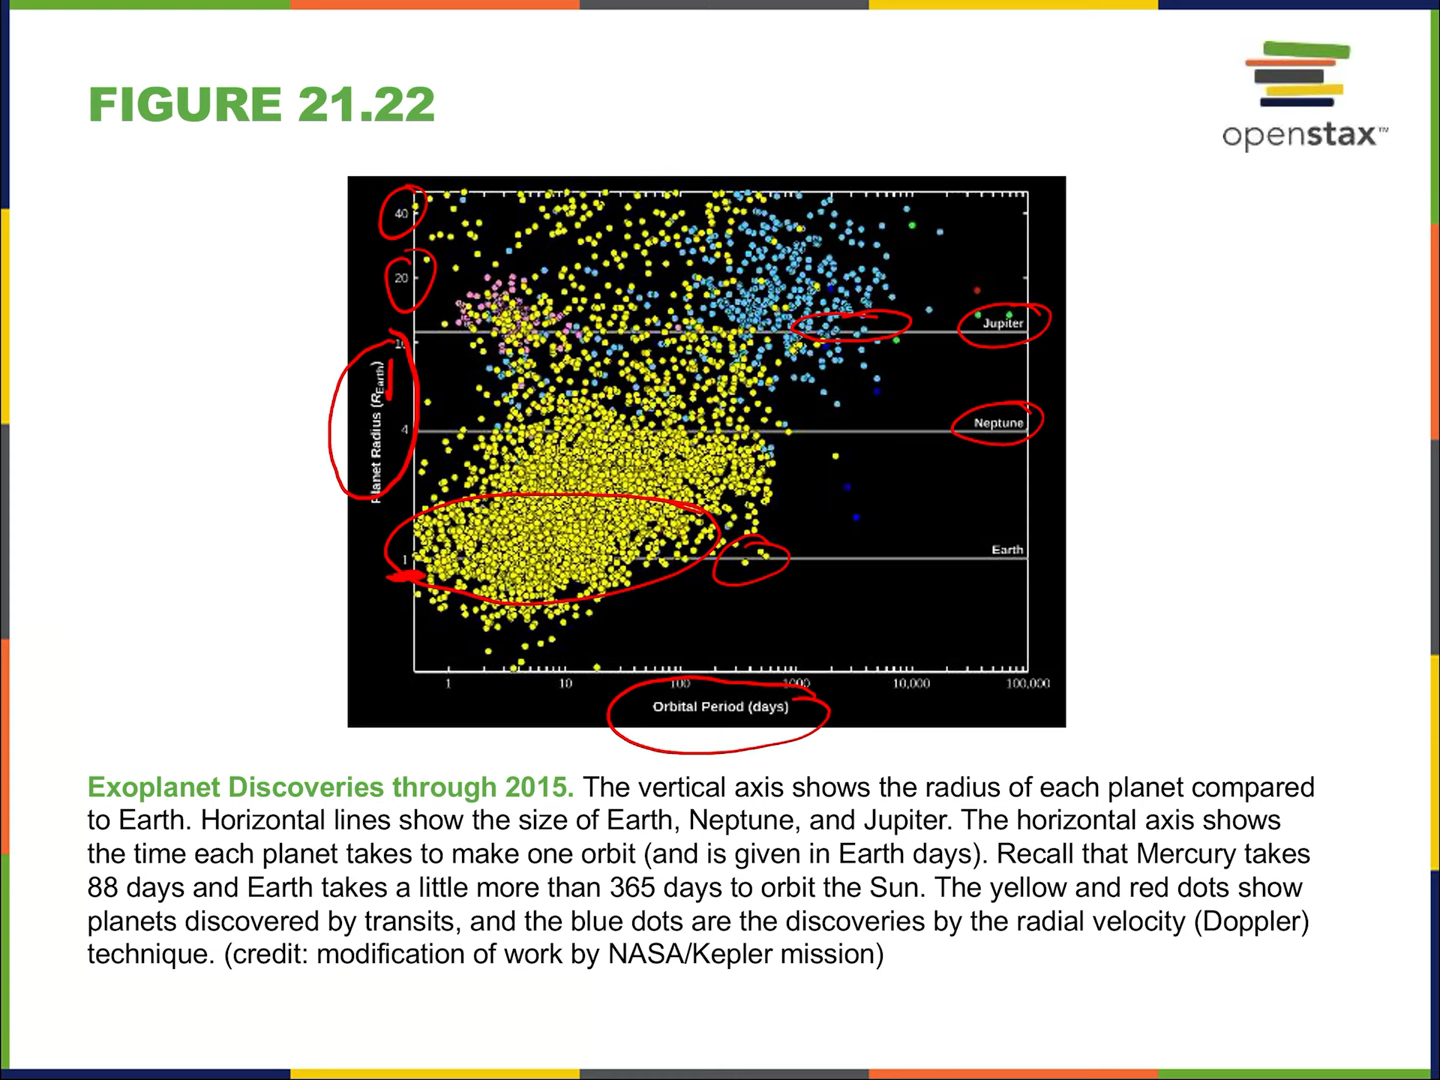 FIGURE 21.22
openstax™
40
20
10
4
1
Planet Radius (REarth)
Jupiter
Neptune
Earth
1 10 100 1000 10,000 100,000
Orbital Period (days)
Exoplanet Discoveries through 2015. The vertical axis shows the radius of each planet compared
to Earth. Horizontal lines show the size of Earth, Neptune, and Jupiter. The horizontal axis shows
the time each planet takes to make one orbit (and is given in Earth days). Recall that Mercury takes
88 days and Earth takes a little more than 365 days to orbit the Sun. The yellow and red dots show
planets discovered by transits, and the blue dots are the discoveries by the radial velocity (Doppler)
technique. (credit: modification of work by NASA/Kepler mission)